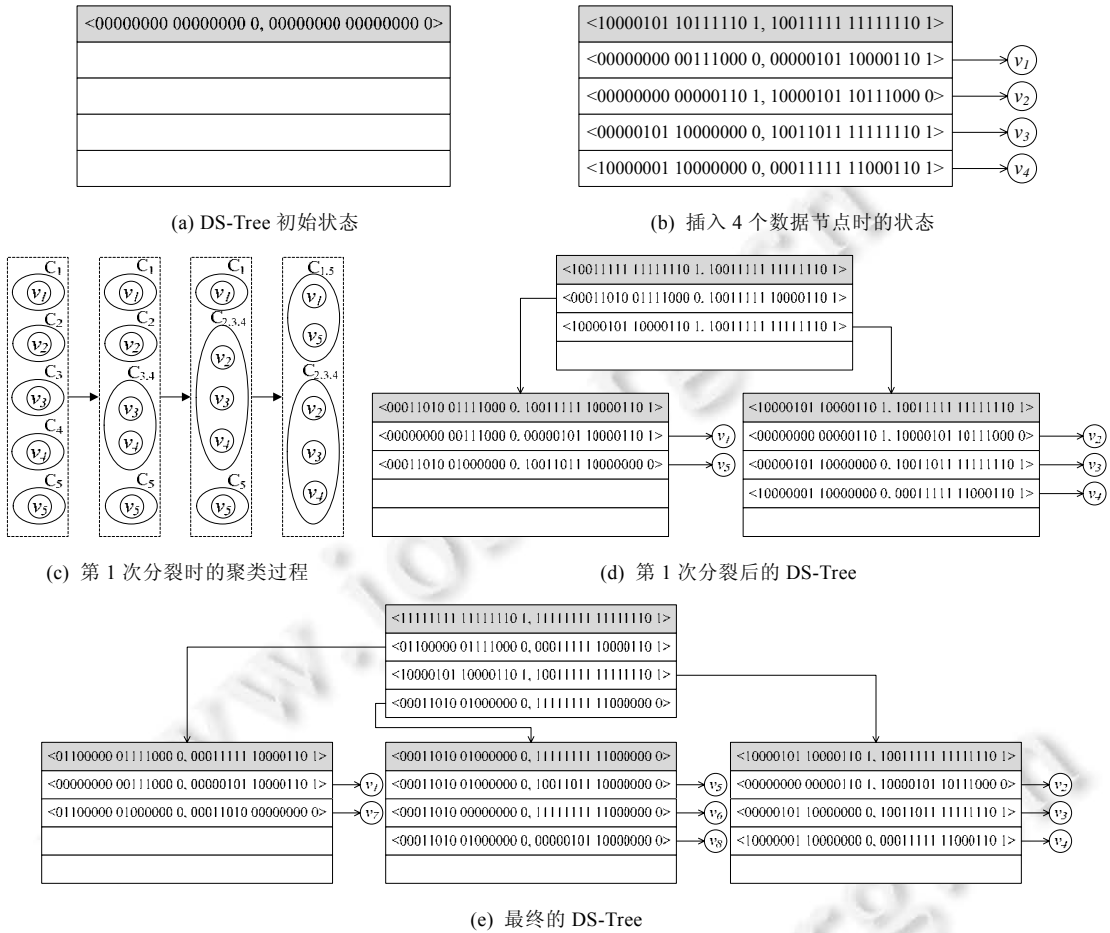 <00000000 00000000 0, 00000000 00000000 0>
(a) DS-Tree 初始状态
<10000101 10111110 1, 10011111 11111110 1>
<00000000 00111000 0, 00000101 10000110 1>
v1
<00000000 00000110 1, 10000101 10111000 0>
v2
<00000101 10000000 0, 10011011 11111110 1>
v3
<10000001 10000000 0, 00011111 11000110 1>
v4
(b) 插入 4 个数据节点时的状态
C1 C1 C1 C1.5
v1 v1 v1 v1
C2 C2 C2.3.4
v2 v2 v2 v5
C3 C3.4 C2.3.4
v3 v3 v3 v2
C4
v4 v4 v4 v3
C5 C5 C5
v5 v5 v5 v4
(c) 第 1 次分裂时的聚类过程
<10011111 11111110 1. 10011111 11111110 1>
<00011010 01111000 0. 10011111 10000110 1>
<10000101 10000110 1. 10011111 11111110 1>
<00011010 01111000 0. 10011111 10000110 1>
<00000000 00111000 0. 00000101 10000110 1>
v1
<00011010 01000000 0. 10011011 10000000 0>
v5
<10000101 10000110 1. 10011111 11111110 1>
<00000000 00000110 1. 10000101 10111000 0>
v2
<00000101 10000000 0. 10011011 11111110 1>
v3
<10000001 10000000 0. 00011111 11000110 1>
v4
(d) 第 1 次分裂后的 DS-Tree
<11111111 11111110 1, 11111111 11111110 1>
<01100000 01111000 0, 00011111 10000110 1>
<10000101 10000110 1, 10011111 11111110 1>
<00011010 01000000 0, 11111111 11000000 0>
<01100000 01111000 0, 00011111 10000110 1>
<00000000 00111000 0, 00000101 10000110 1>
v1
<01100000 01000000 0, 00011010 00000000 0>
v7
<00011010 01000000 0, 11111111 11000000 0>
<00011010 01000000 0, 10011011 10000000 0>
v5
<00011010 00000000 0, 11111111 11000000 0>
v6
<00011010 01000000 0, 00000101 10000000 0>
v8
<10000101 10000110 1, 10011111 11111110 1>
<00000000 00000110 1, 10000101 10111000 0>
v2
<00000101 10000000 0, 10011011 11111110 1>
v3
<10000001 10000000 0, 00011111 11000110 1>
v4
(e) 最终的 DS-Tree